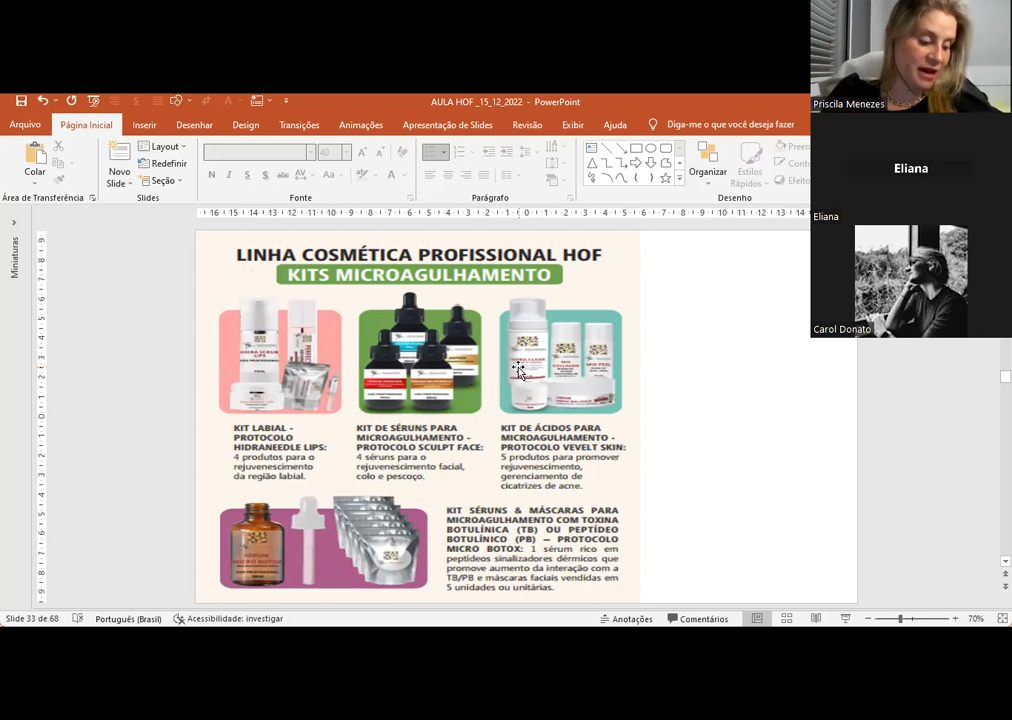 AULA HOF _15_12_2022 - PowerPoint
Arquivo
Página Inicial
Inserir
Desenhar
Design
Transições
Animações
Apresentação de Slides
Revisão
Exibir
Ajuda
Diga-me o que você deseja fazer
Colar
Novo
Slide
Layout
Redefinir
Seção
40
Organizar
Estilos
Rápidos
Área de Transferência
Slides
Fonte
Parágrafo
Desenho
Miniaturas
LINHA COSMÉTICA PROFISSIONAL HOF
KITS MICROAGULHAMENTO
KIT LABIAL -
PROTOCOLO
HIDRANEEDLE LIPS:
4 produtos para o
rejuvenescimento
da região labial.
KIT DE SÉRUNS PARA
MICROAGULHAMENTO -
PROTOCOLO SCULPT FACE:
4 séruns para o
rejuvenescimento facial,
colo e pescoço.
KIT DE ÁCIDOS PARA
MICROAGULHAMENTO -
PROTOCOLO VEVELT SKIN:
5 produtos para promover
rejuvenescimento,
gerenciamento de
cicatrizes de acne.
SÉRUM
MICRO BOTOX
KIT SÉRUNS & MÁSCARAS PARA
MICROAGULHAMENTO COM TOXINA
BOTULÍNICA (TB) OU PEPTÍDEO
BOTULÍNICO (PB) – PROTOCOLO
MICRO BOTOX: 1 sérum rico em
peptídeos sinalizadores dérmicos que
promove aumento da interação com a
TB/PB e máscaras faciais vendidas em
5 unidades ou unitárias.
Slide 33 de 68
Português (Brasil)
Acessibilidade: investigar
Anotações
Comentários
70%
Priscila Menezes
Eliana
Eliana
Carol Donato